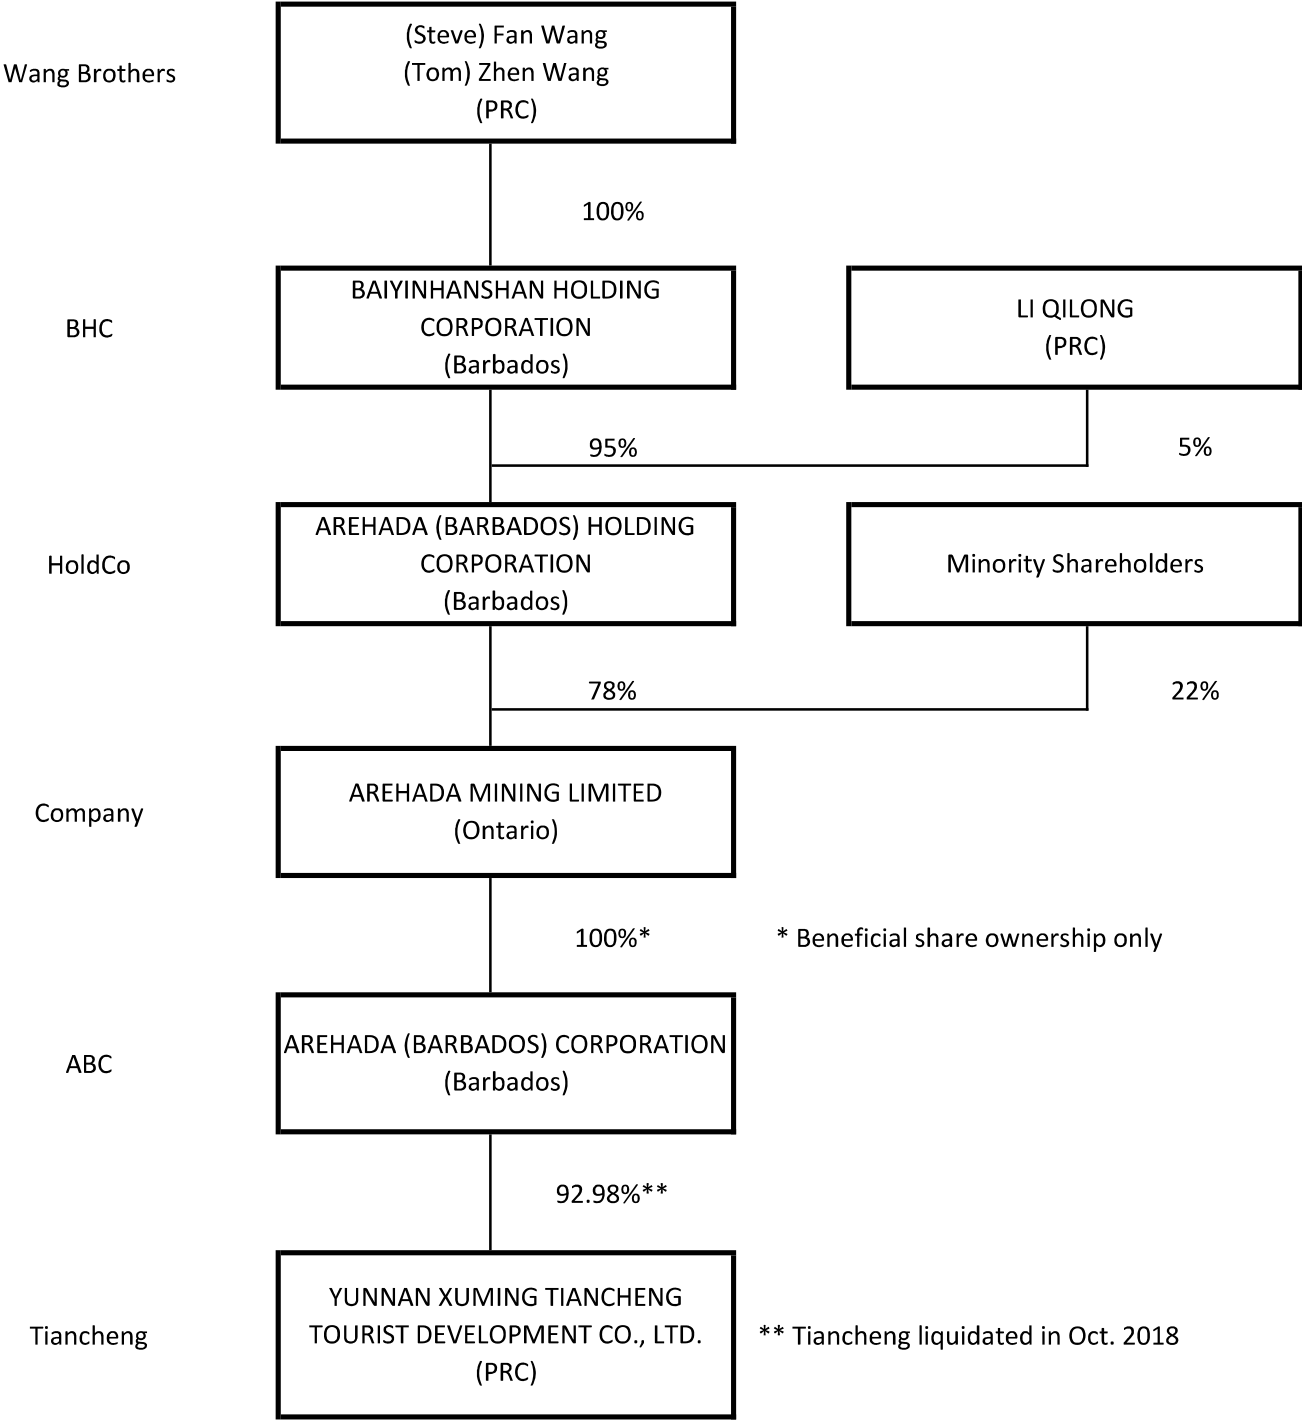 Wang Brothers
(Steve) Fan Wang
(Tom) Zhen Wang
(PRC)
100%
BHC
BAIYINHANSHAN HOLDING
CORPORATION
(Barbados)
LI QILONG
(PRC)
95%
5%
HoldCo
AREHADA (BARBADOS) HOLDING
CORPORATION
(Barbados)
Minority Shareholders
78%
22%
Company
AREHADA MINING LIMITED
(Ontario)
100%*
* Beneficial share ownership only
ABC
AREHADA (BARBADOS) CORPORATION
(Barbados)
92.98%**
Tiancheng
YUNNAN XUMING TIANCHENG
TOURIST DEVELOPMENT CO., LTD.
(PRC)
** Tiancheng liquidated in Oct. 2018